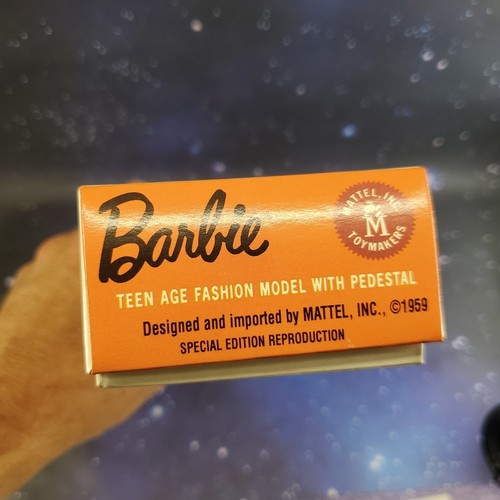 Barbie
MATTEL, INC.
M
TOYMAKERS
TEEN AGE FASHION MODEL WITH PEDESTAL
Designed and imported by MATTEL, INC., ©1959
SPECIAL EDITION REPRODUCTION